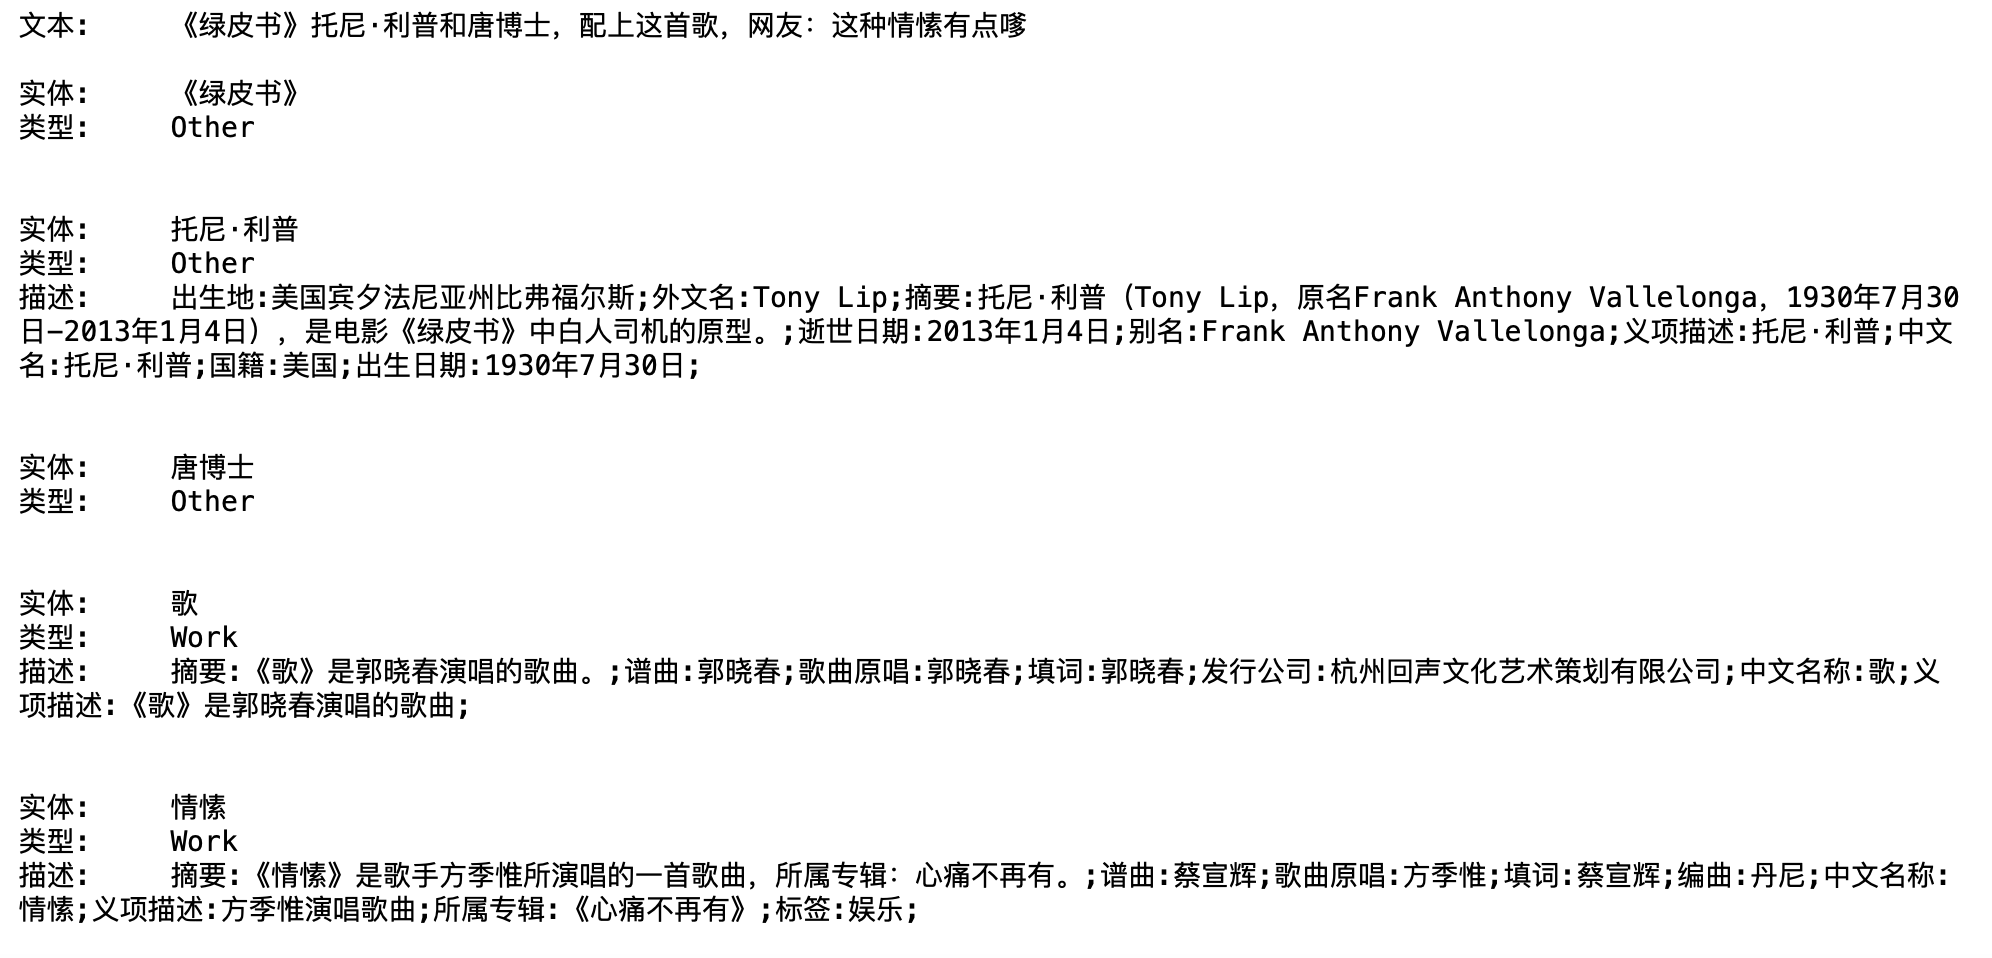 文本:     《绿皮书》托尼·利普和唐博士，配上这首歌，网友：这种情愫有点嗲
实体:     《绿皮书》
类型:     Other
实体:     托尼·利普
类型:     Other
描述:     出生地:美国宾夕法尼亚州比弗福尔斯;外文名:Tony Lip;摘要:托尼·利普（Tony Lip，原名Frank Anthony Vallelonga，1930年7月30
日-2013年1月4日），是电影《绿皮书》中白人司机的原型。;逝世日期:2013年1月4日;别名:Frank Anthony Vallelonga;义项描述:托尼·利普;中文
名:托尼·利普;国籍:美国;出生日期:1930年7月30日;
实体:     唐博士
类型:     Other
实体:     歌
类型:     Work
描述:     摘要:《歌》是郭晓春演唱的歌曲。;谱曲:郭晓春;歌曲原唱:郭晓春;填词:郭晓春;发行公司:杭州回声文化艺术策划有限公司;中文名称:歌;义
项描述:《歌》是郭晓春演唱的歌曲;
实体:     情愫
类型:     Work
描述:     摘要:《情愫》是歌手方季惟所演唱的一首歌曲，所属专辑：心痛不再有。;谱曲:蔡宣辉;歌曲原唱:方季惟;填词:蔡宣辉;编曲:丹尼;中文名称:
情愫;义项描述:方季惟演唱歌曲;所属专辑:《心痛不再有》;标签:娱乐;